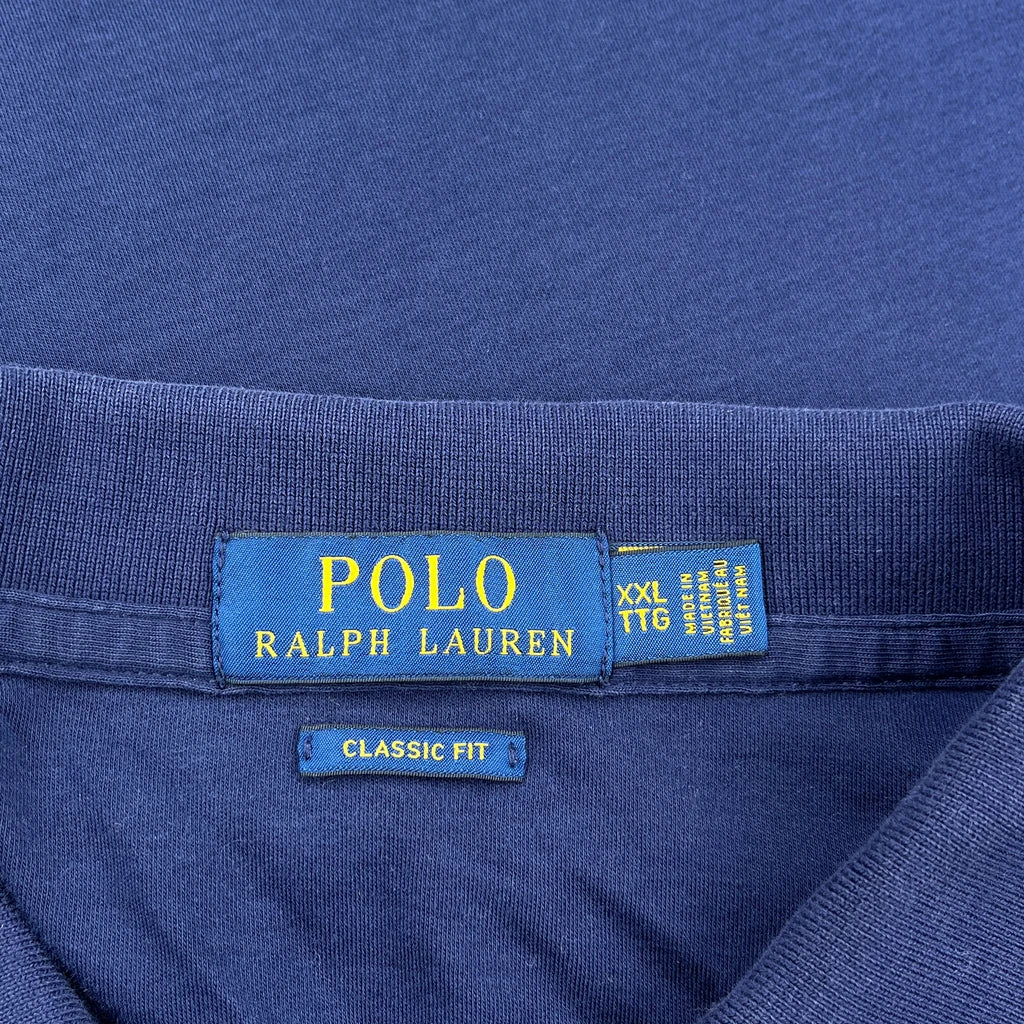 POLO
RALPH LAUREN
XXL
TTG
MADE IN
VIETNAM
FABRIQUÉ AU
VIÊT NAM
CLASSIC FIT